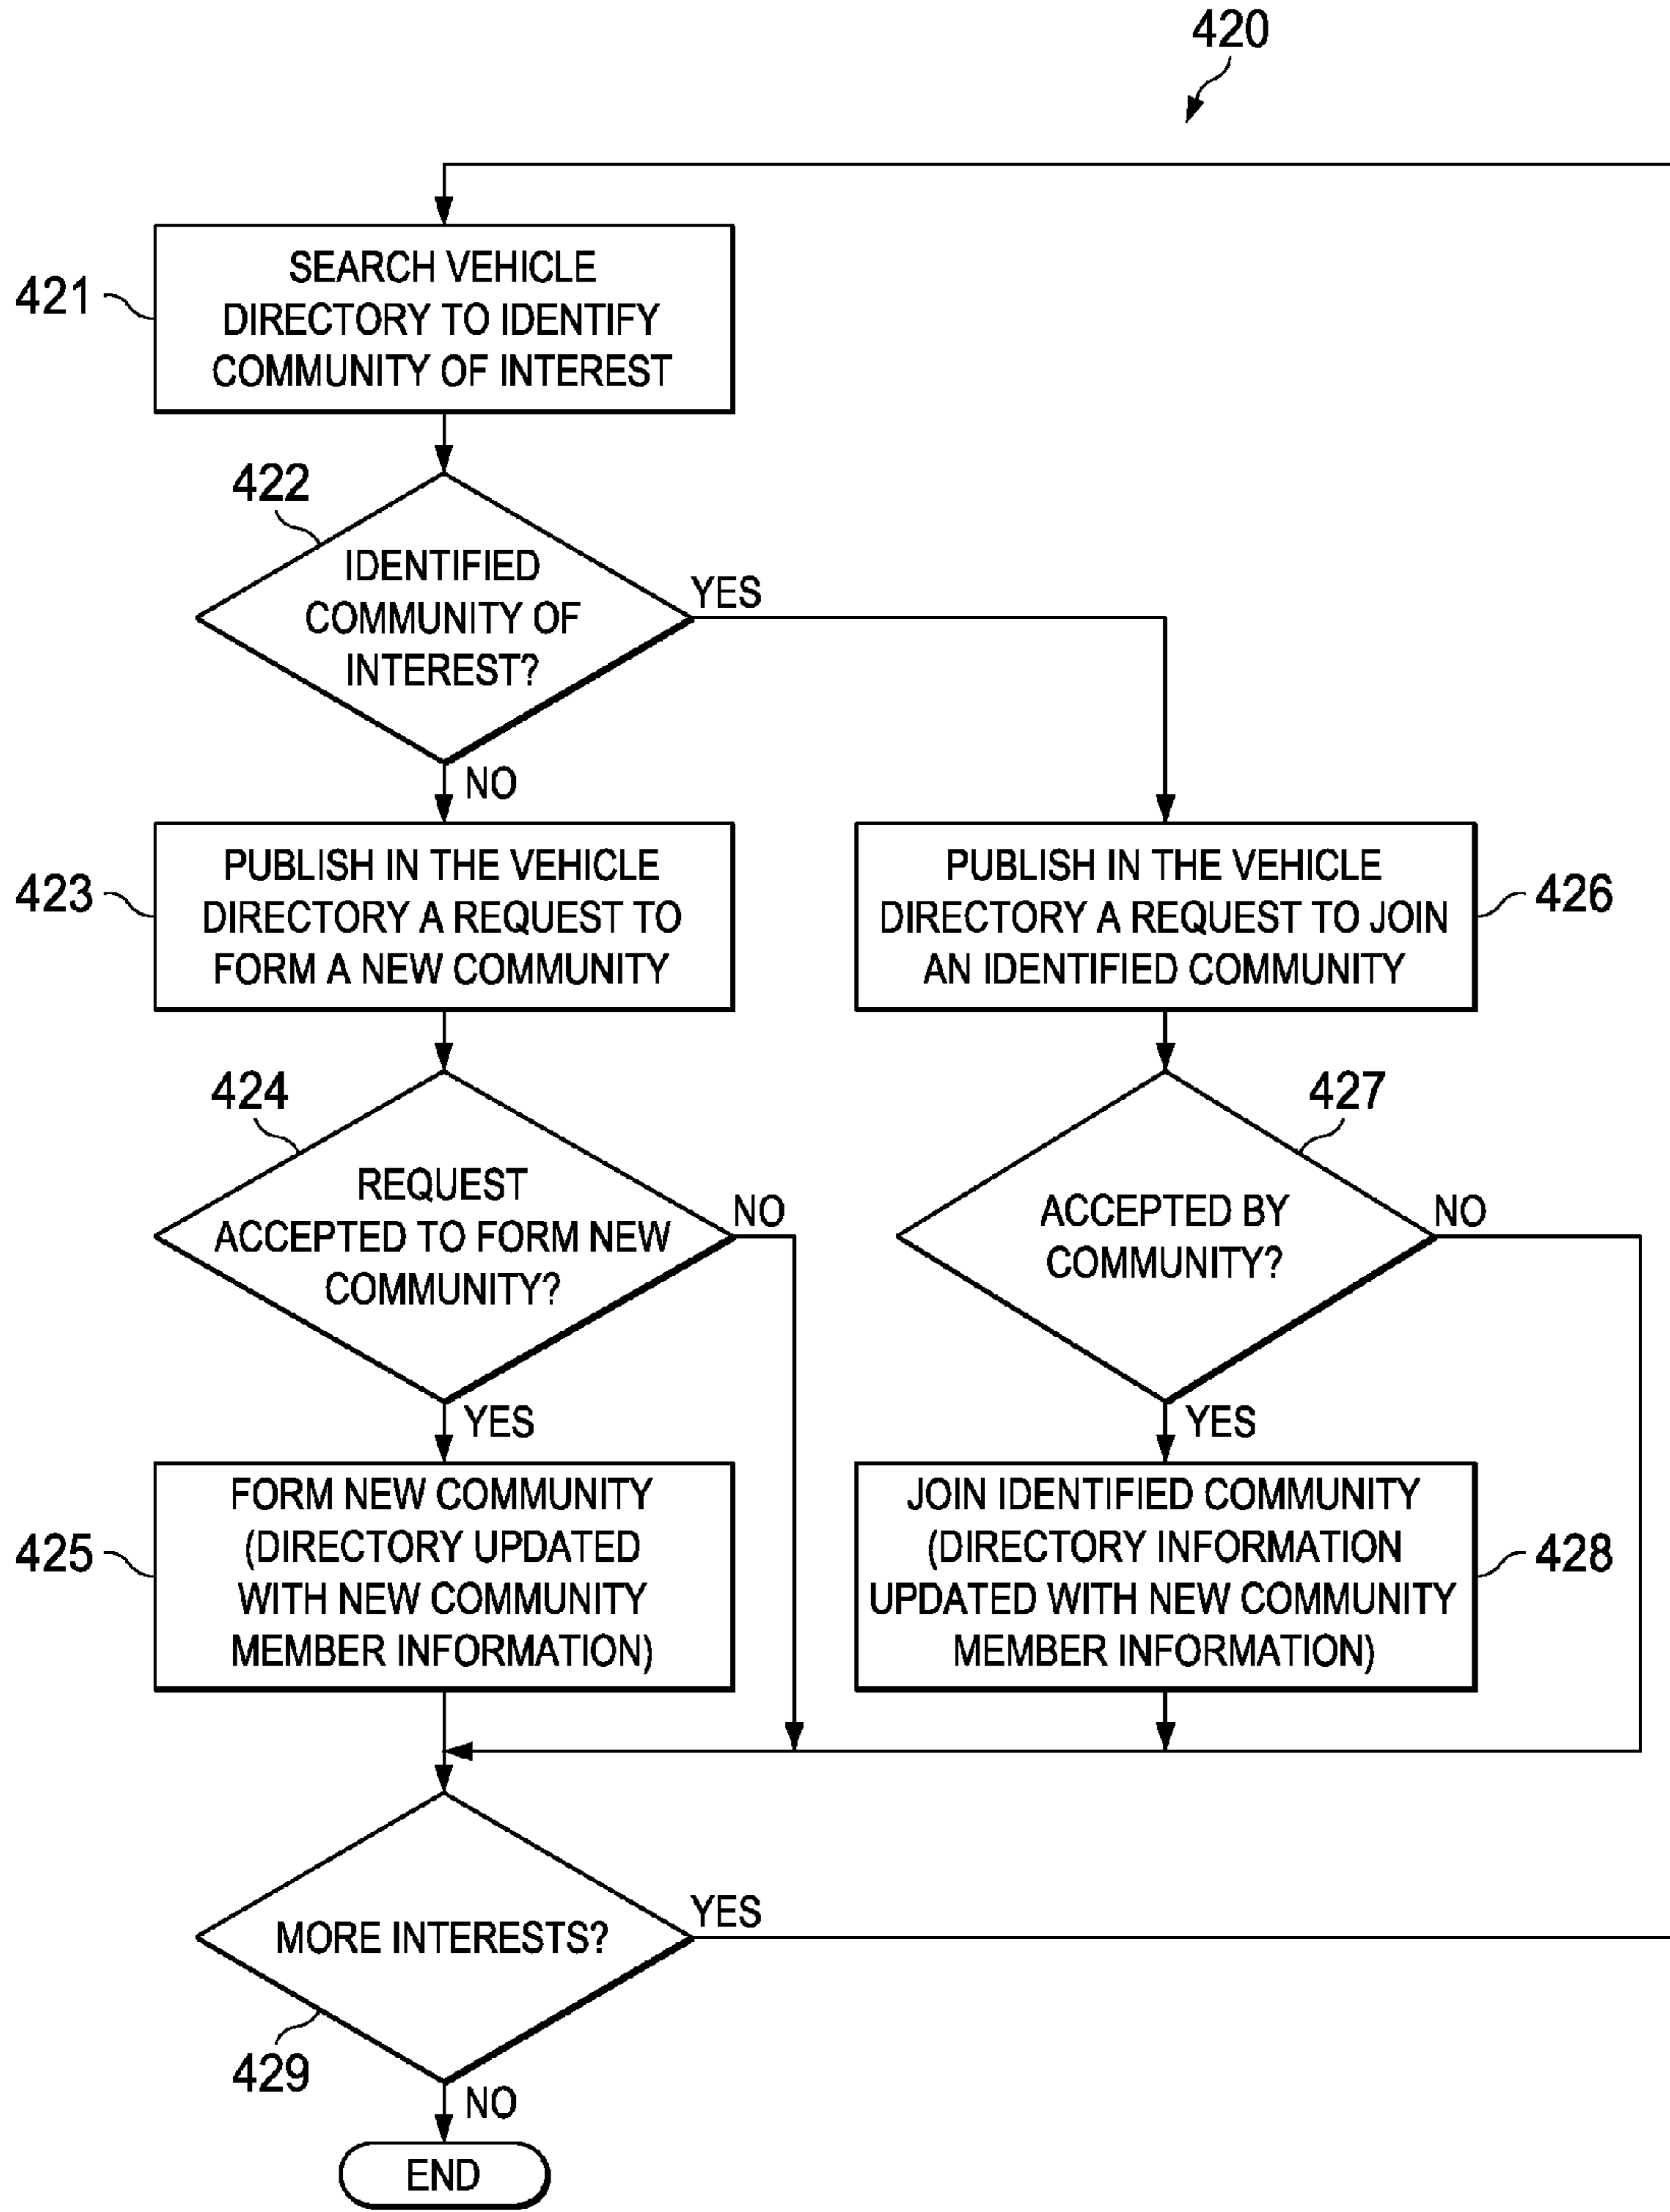 420
421
SEARCH VEHICLE
DIRECTORY TO IDENTIFY
COMMUNITY OF INTEREST
422
IDENTIFIED
COMMUNITY OF
INTEREST?
YES
NO
423
PUBLISH IN THE VEHICLE
DIRECTORY A REQUEST TO
FORM A NEW COMMUNITY
PUBLISH IN THE VEHICLE
DIRECTORY A REQUEST TO JOIN
AN IDENTIFIED COMMUNITY
426
424
REQUEST
ACCEPTED TO FORM NEW
COMMUNITY?
NO
YES
427
ACCEPTED BY
COMMUNITY?
NO
YES
425
FORM NEW COMMUNITY
(DIRECTORY UPDATED
WITH NEW COMMUNITY
MEMBER INFORMATION)
JOIN IDENTIFIED COMMUNITY
(DIRECTORY INFORMATION
UPDATED WITH NEW COMMUNITY
MEMBER INFORMATION)
428
MORE INTERESTS?
YES
429
NO
END